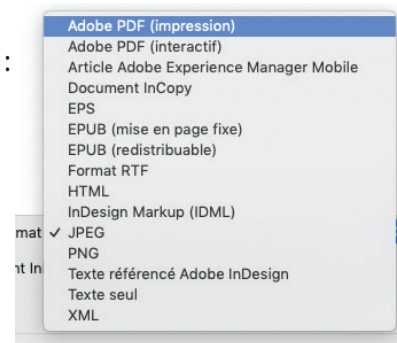 Adobe PDF (impression)
:
Adobe PDF (interactif)
Article Adobe Experience Manager Mobile
Document InCopy
EPS
EPUB (mise en page fixe)
EPUB (redistribuable)
Format RTF
HTML
InDesign Markup (IDML)
mat ✓ JPEG
PNG
nt In
Texte référencé Adobe InDesign
Texte seul
XML